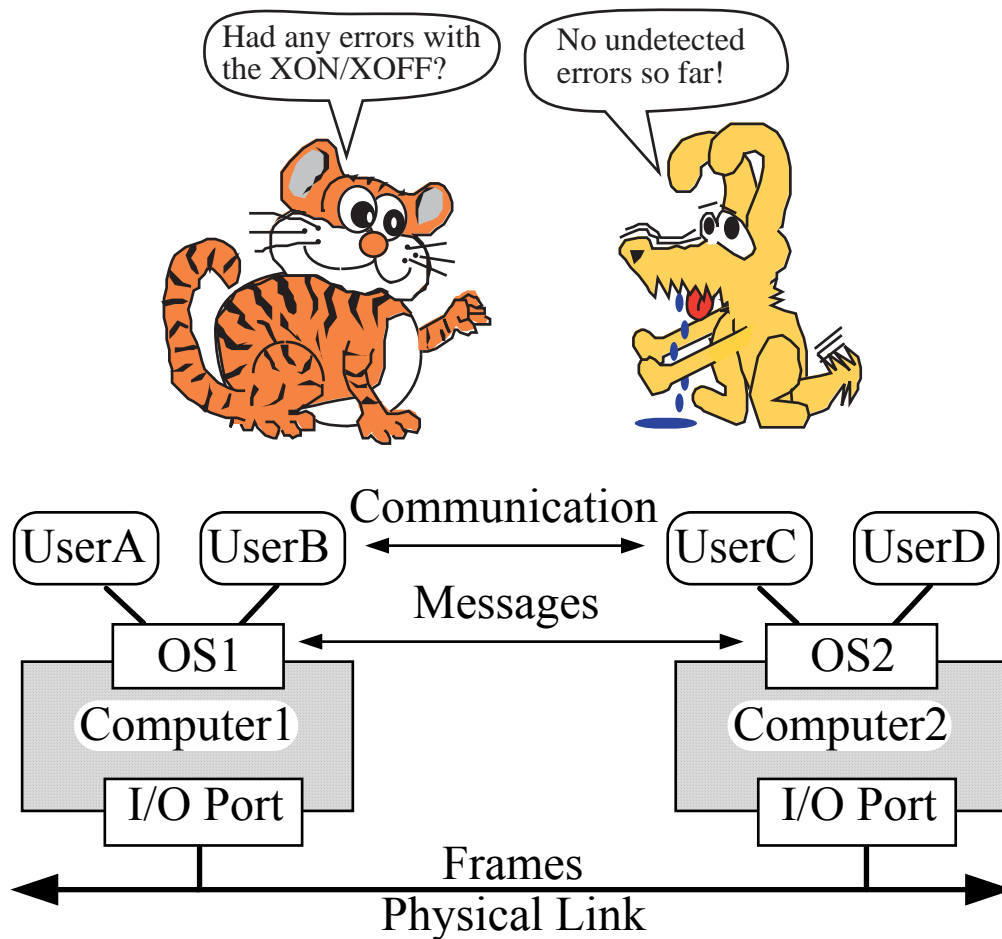 Had any errors with
the XON/XOFF?
No undetected
errors so far!
Communication
UserA
UserB
UserC
UserD
Messages
OS1
OS2
Computer1
Computer2
I/O Port
I/O Port
Frames
Physical Link